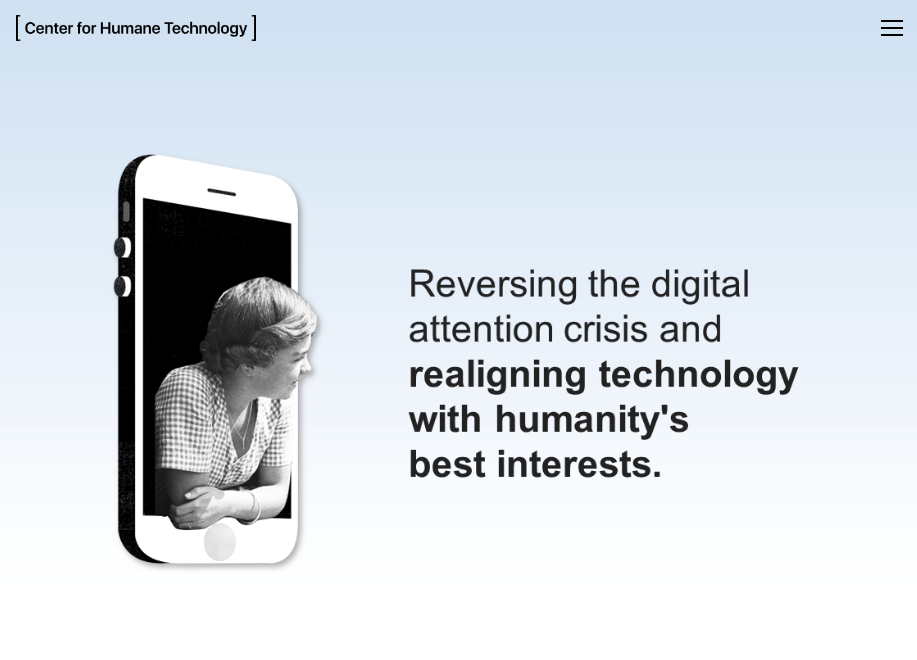 [ Center for Humane Technology ]
Reversing the digital
attention crisis and
realigning technology
with humanity's
best interests.